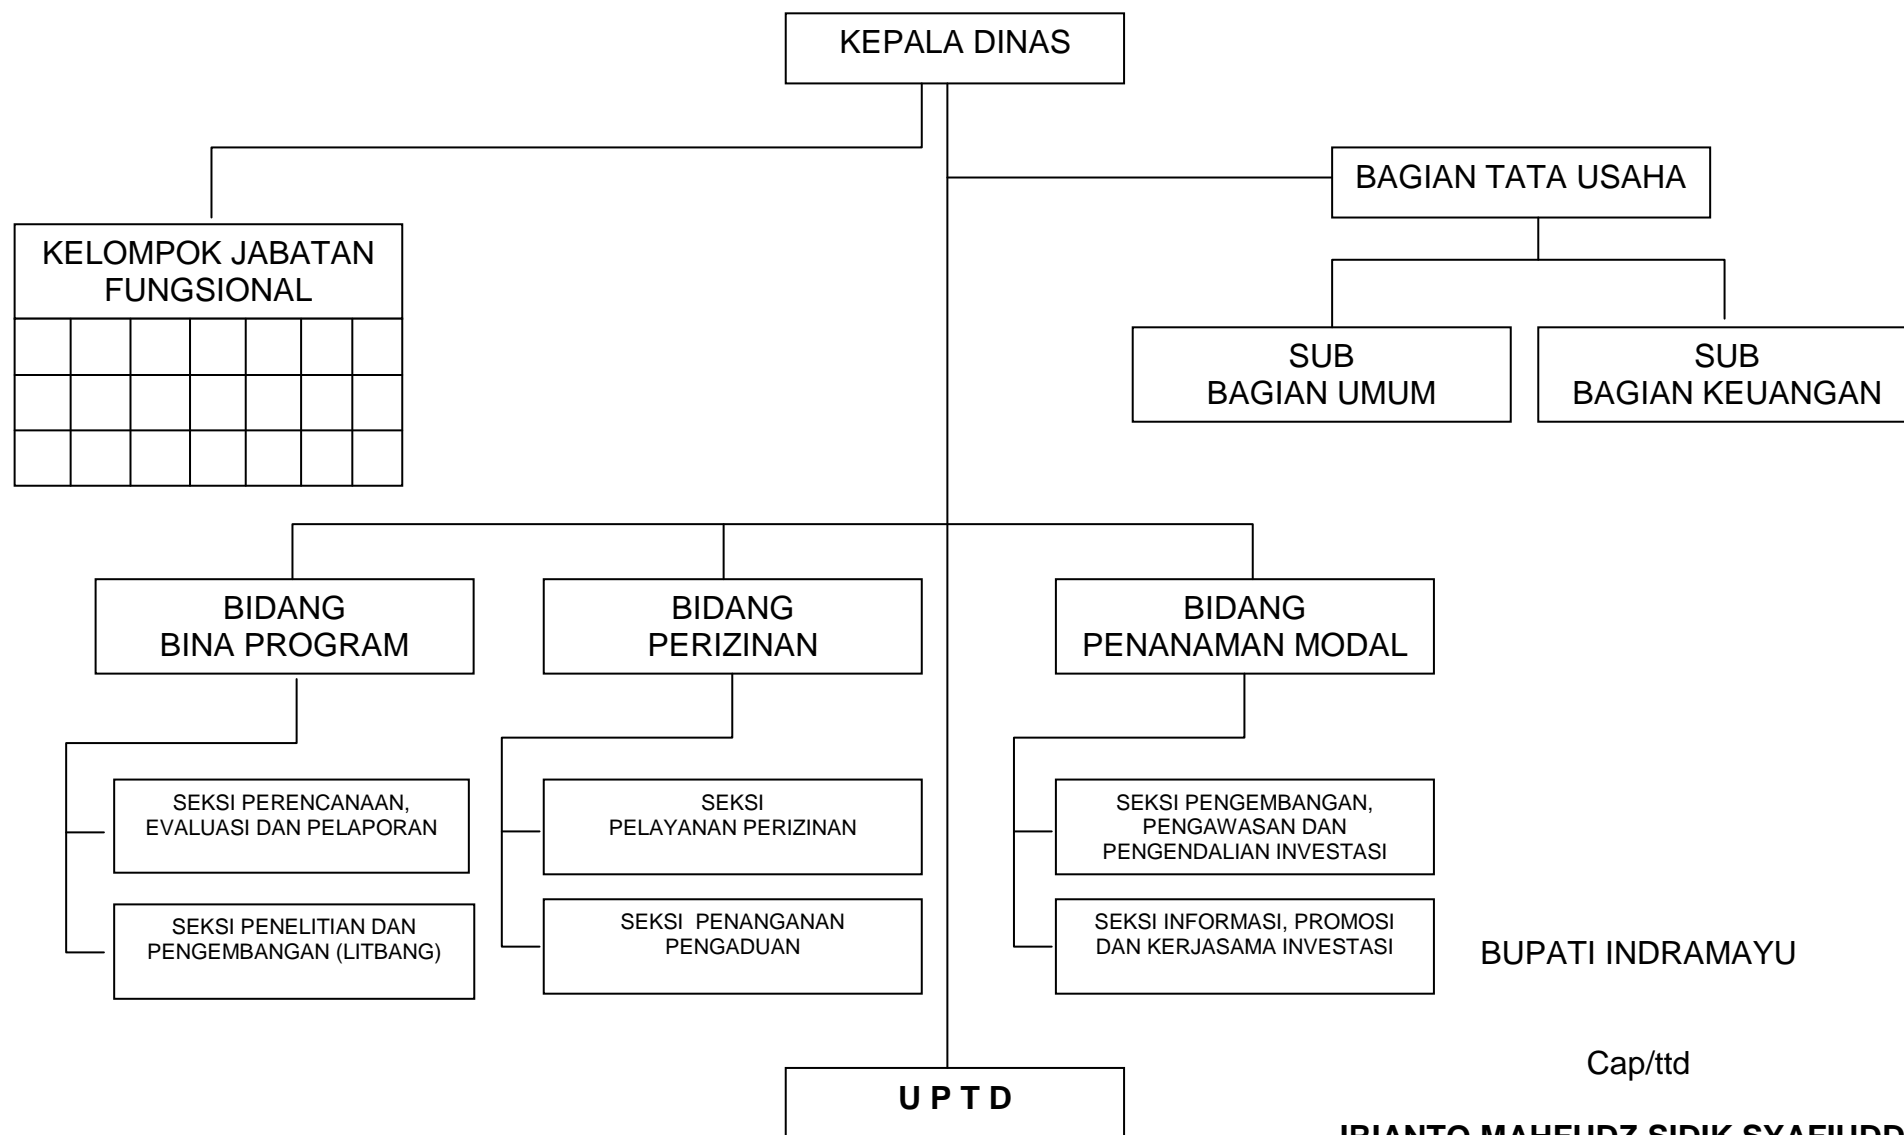 KEPALA DINAS
BAGIAN TATA USAHA
KELOMPOK JABATAN
FUNGSIONAL
SUB
BAGIAN UMUM
SUB
BAGIAN KEUANGAN
BIDANG
BINA PROGRAM
BIDANG
PERIZINAN
BIDANG
PENANAMAN MODAL
SEKSI PERENCANAAN,
EVALUASI DAN PELAPORAN
SEKSI
PELAYANAN PERIZINAN
SEKSI PENGEMBANGAN,
PENGAWASAN DAN
PENGENDALIAN INVESTASI
SEKSI PENELITIAN DAN
PENGEMBANGAN (LITBANG)
SEKSI PENANGANAN
PENGADUAN
SEKSI INFORMASI, PROMOSI
DAN KERJASAMA INVESTASI
BUPATI INDRAMAYU
Cap/ttd
U P T D
MAHFUDZ SIDIK